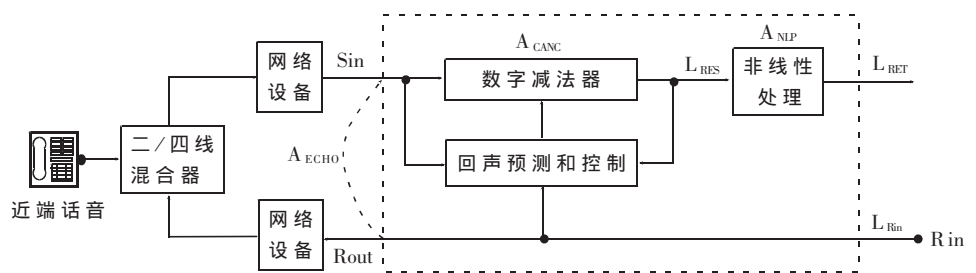 网络
设备
Sin
A CANC
数字减法器
L RES
A NLP
非线性
处理
L RET
二/四线
混合器
A ECHO
回声预测和控制
近端话音
网络
设备
Rout
L Rin
Rin